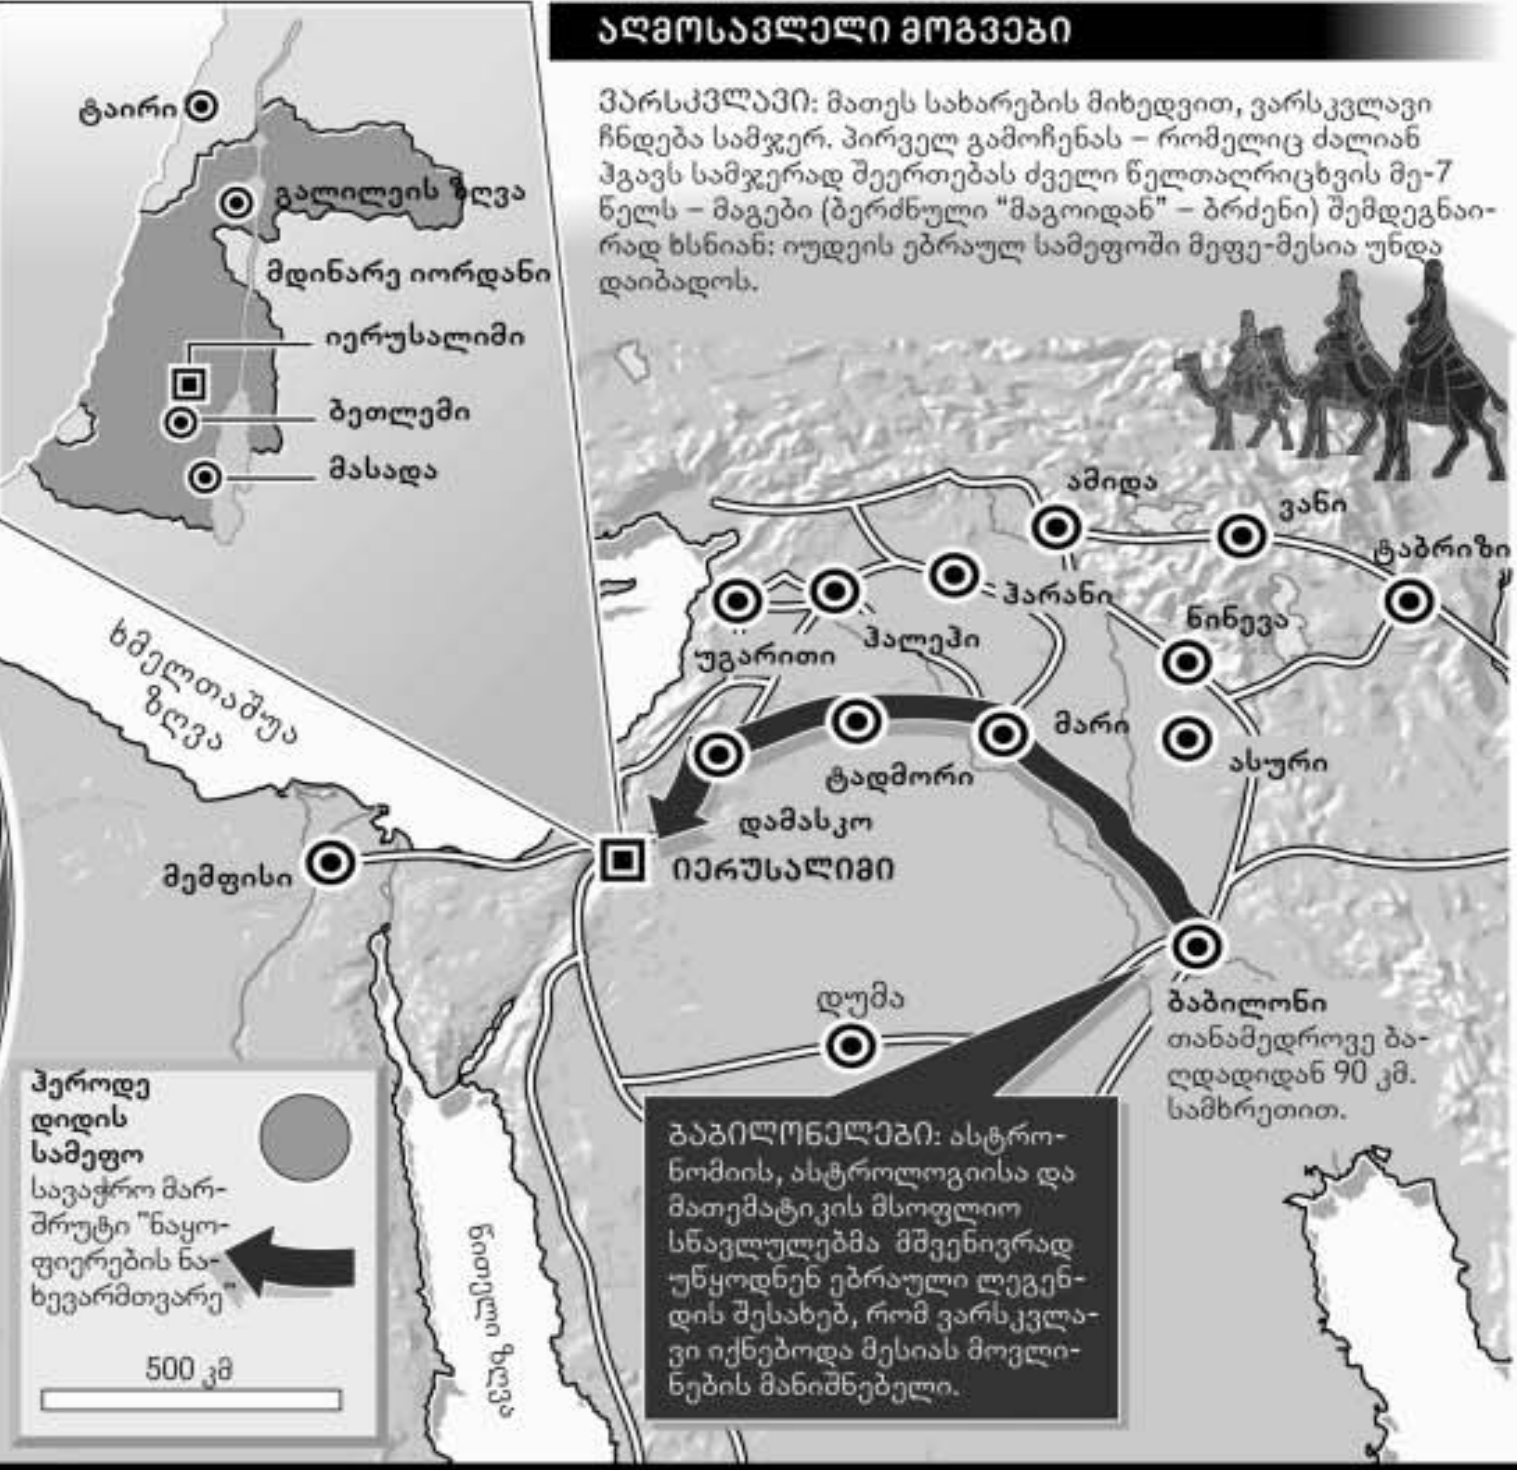 აღმოსავლელი მოგვები
ვარსკვლავი: მათეს სახარების მიხედვით, ვარსკვლავი
ჩნდება სამჯერ. პირველ გამოჩენას – რომელიც ძალიან
ჰგავს სამჯერად შეერთებას ძველი წელთაღრიცხვის მე-7
წელს – მაგები (ბერძნული “მაგოიდან” – ბრძენი) შემდეგნაი-
რად ხსნიან: იუდეის ებრაულ სამეფოში მეფე-მესია უნდა
დაიბადოს.
ტაირი
გალილეის ზღვა
მდინარე იორდანი
იერუსალიმი
ბეთლემი
მასადა
ხმელთაშუა
ზღვა
ამიდა
ვანი
ტაბრიზი
ჰარანი
ნინევა
უგარითი
ჰალეპი
მარი
ასური
ტადმორი
დამასკო
იერუსალიმი
მემფისი
დუმა
ბაბილონი
თანამედროვე ბა-
ღდადიდან 90 კმ.
სამხრეთით.
ჰეროდე
დიდის
სამეფო
სავაჭრო მარ-
შრუტი "ნაყო-
ფიერების ნა-
ხევარმთვარე"
500 კმ
წითელი ზღვა
ბაბილონელები: ასტრო-
ნომიის, ასტროლოგიისა და
მათემატიკის მსოფლიო
სწავლულებმა მშვენივრად
უწყოდნენ ებრაული ლეგენ-
დის შესახებ, რომ ვარსკვლა-
ვი იქნებოდა მესიას მოვლი-
ნების მანიშნებელი.